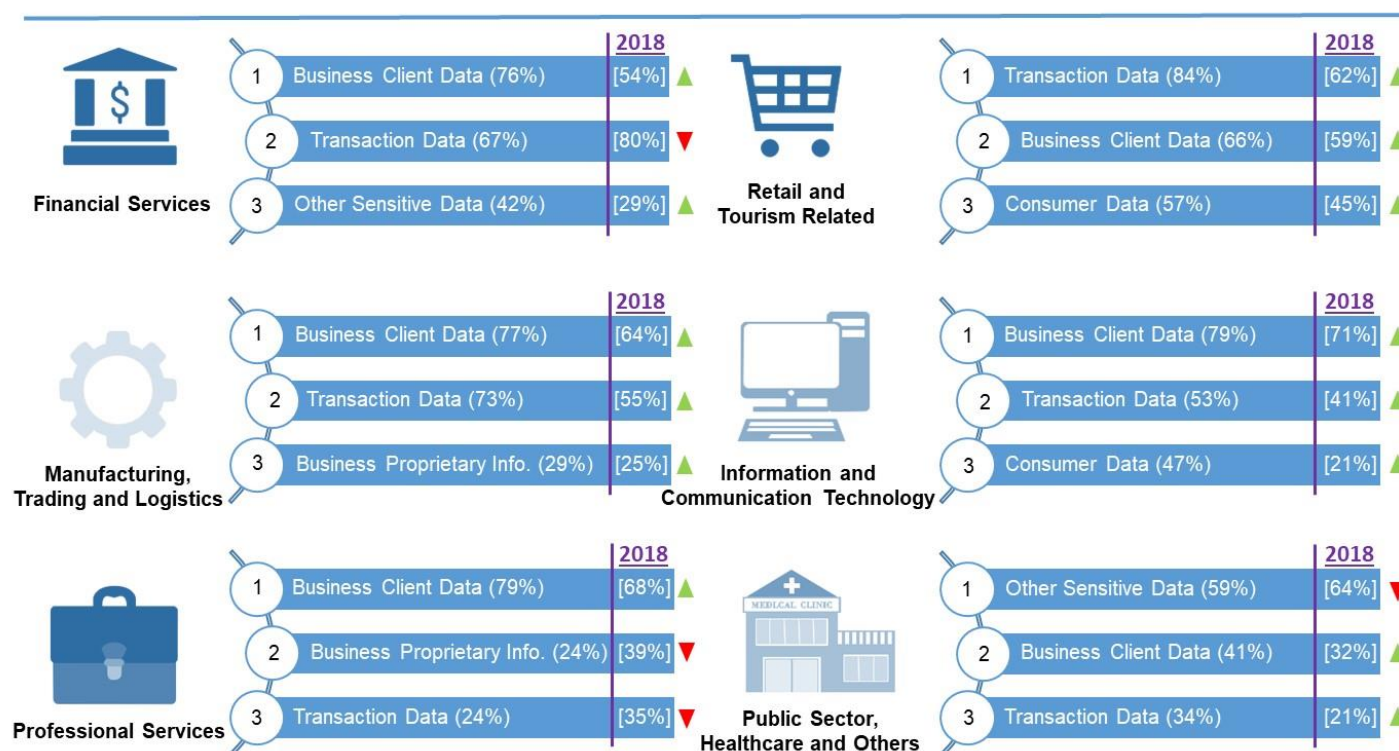 2018
1 Business Client Data (76%) [54%]
2 Transaction Data (67%) [80%]
3 Other Sensitive Data (42%) [29%]
$
Financial Services
2018
1 Transaction Data (84%) [62%]
2 Business Client Data (66%) [59%]
3 Consumer Data (57%) [45%]
Retail and
Tourism Related
2018
1 Business Client Data (77%) [64%]
2 Transaction Data (73%) [55%]
3 Business Proprietary Info. (29%) [25%]
Manufacturing,
Trading and Logistics
2018
1 Business Client Data (79%) [71%]
2 Transaction Data (53%) [41%]
3 Consumer Data (47%) [21%]
Information and
Communication Technology
2018
1 Business Client Data (79%) [68%]
2 Business Proprietary Info. (24%) [39%]
3 Transaction Data (24%) [35%]
Professional Services
2018
1 Other Sensitive Data (59%) [64%]
2 Business Client Data (41%) [32%]
3 Transaction Data (34%) [21%]
MEDLCAL CLINIC
Public Sector,
Healthcare and Others